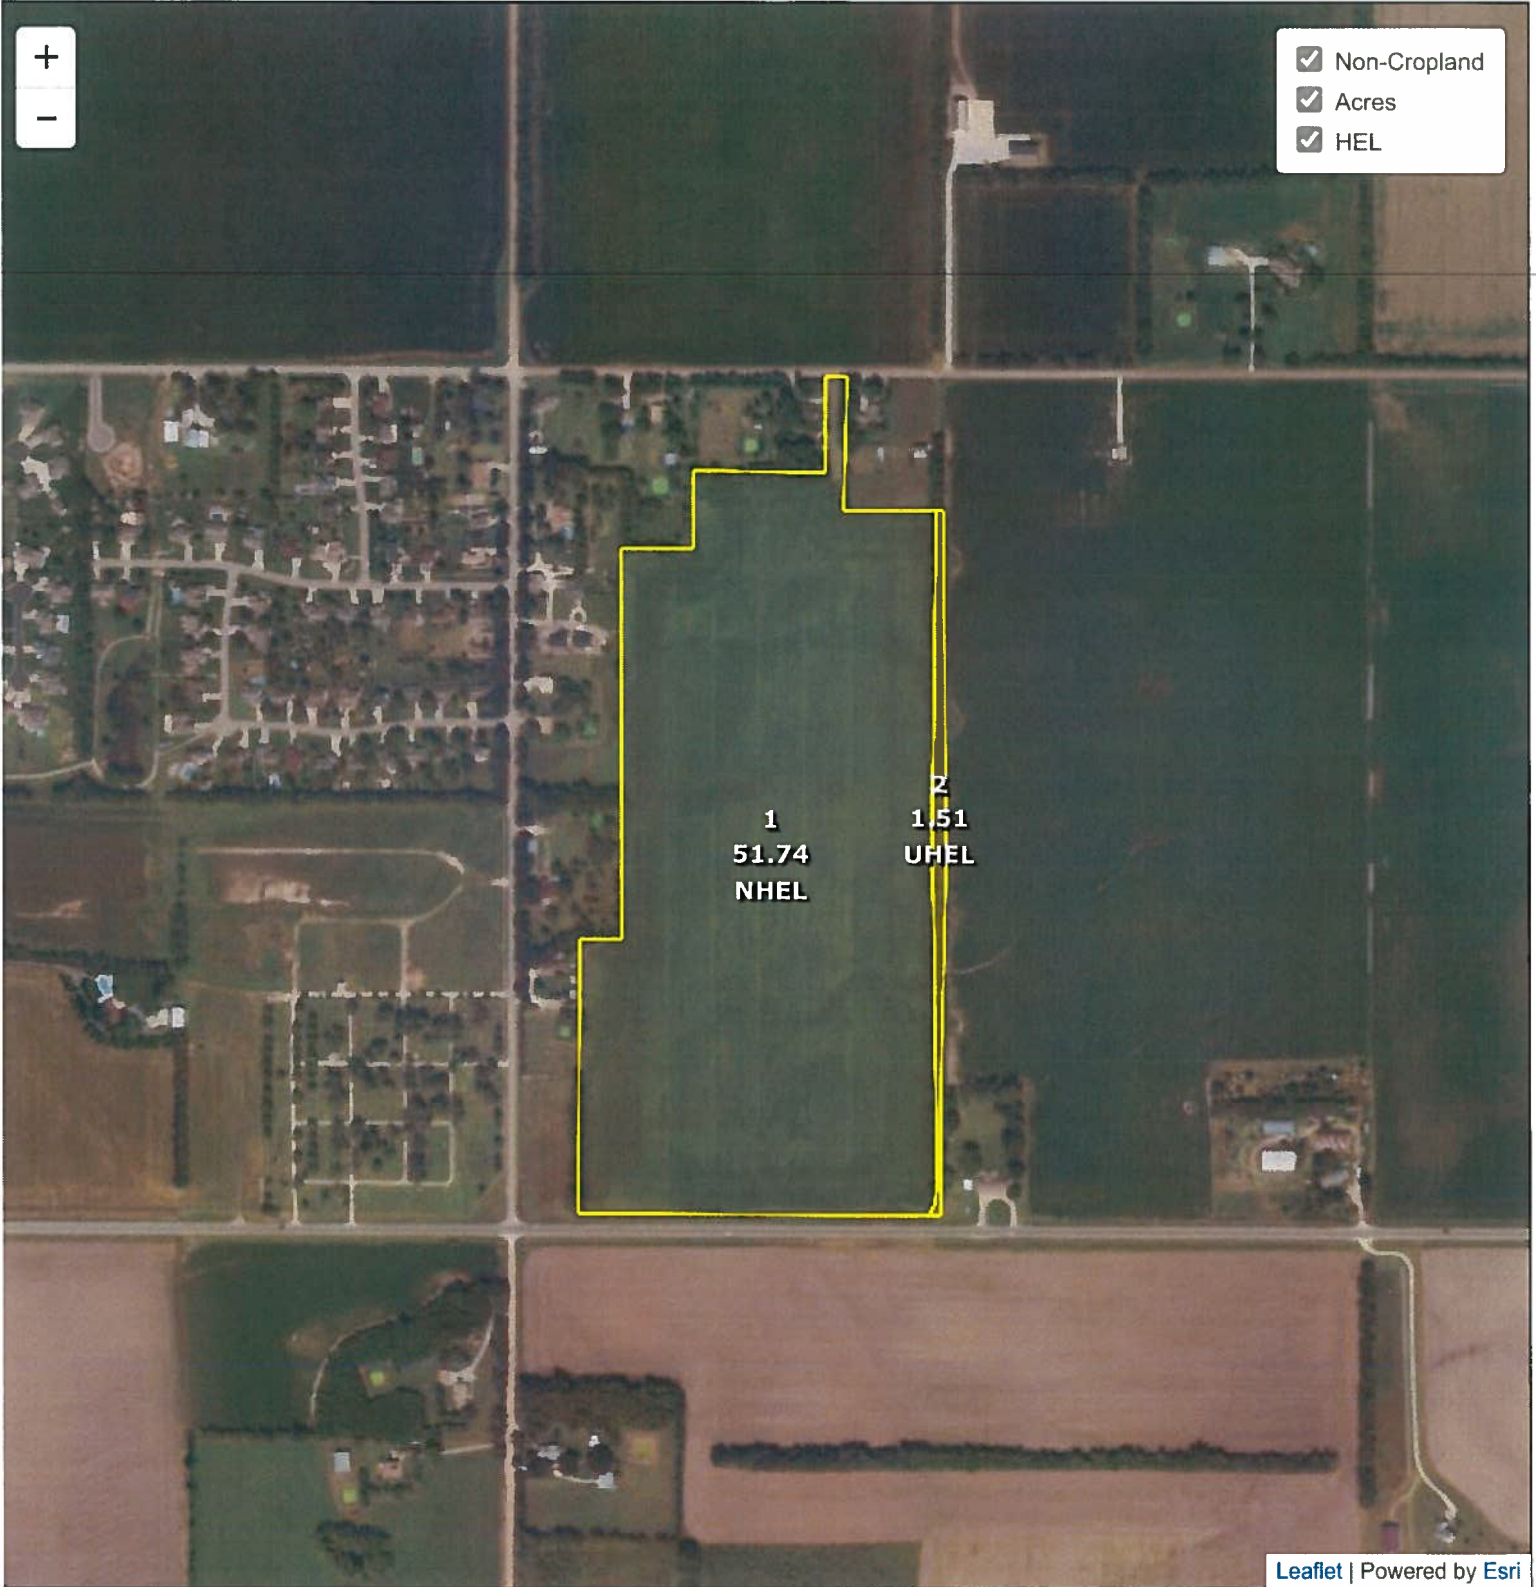 +
−
Non-Cropland
Acres
HEL
1
51.74
NHEL
2
1.51
UHEL
Leaflet | Powered by Esri